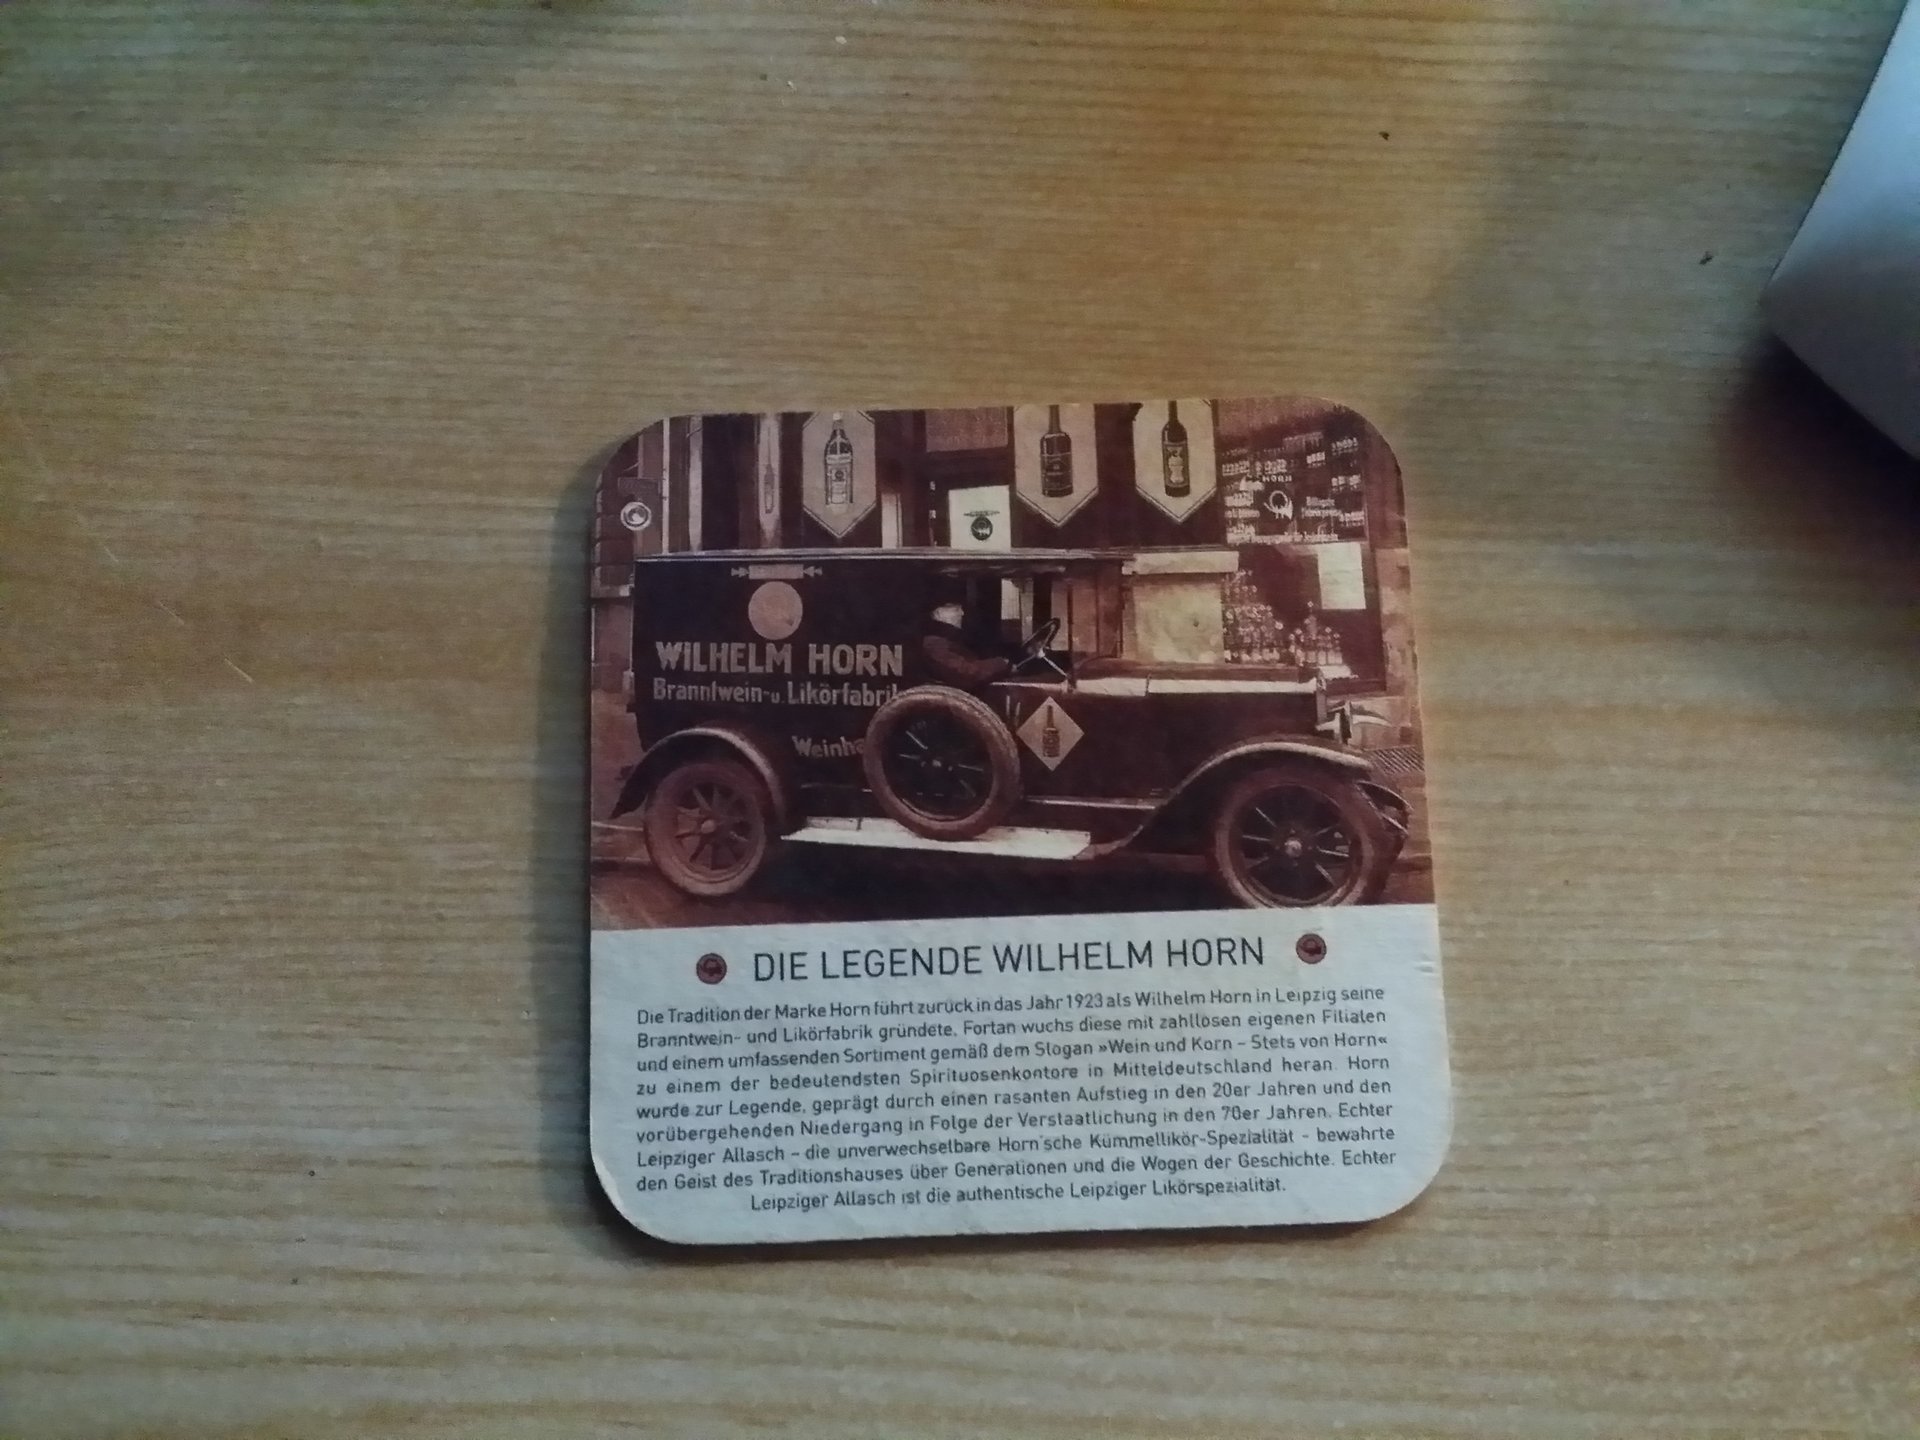 HORN
WILHELM HORN
Branntwein- u. Likörfabrik
Weinha
DIE LEGENDE WILHELM HORN
Die Tradition der Marke Horn führt zurück in das Jahr 1923 als Wilhelm Horn in Leipzig seine
Branntwein- und Likörfabrik gründete. Fortan wuchs diese mit zahllosen eigenen Filialen
und einem umfassenden Sortiment gemäß dem Slogan »Wein und Korn – Stets von Horn«
zu einem der bedeutendsten Spirituosenkontore in Mitteldeutschland heran. Horn
wurde zur Legende, geprägt durch einen rasanten Aufstieg in den 20er Jahren und den
vorübergehenden Niedergang in Folge der Verstaatlichung in den 70er Jahren. Echter
Leipziger Allasch – die unverwechselbare Horn'sche Kümmellikör-Spezialität – bewahrte
den Geist des Traditionshauses über Generationen und die Wogen der Geschichte. Echter
Leipziger Allasch ist die authentische Leipziger Likörspezialität.